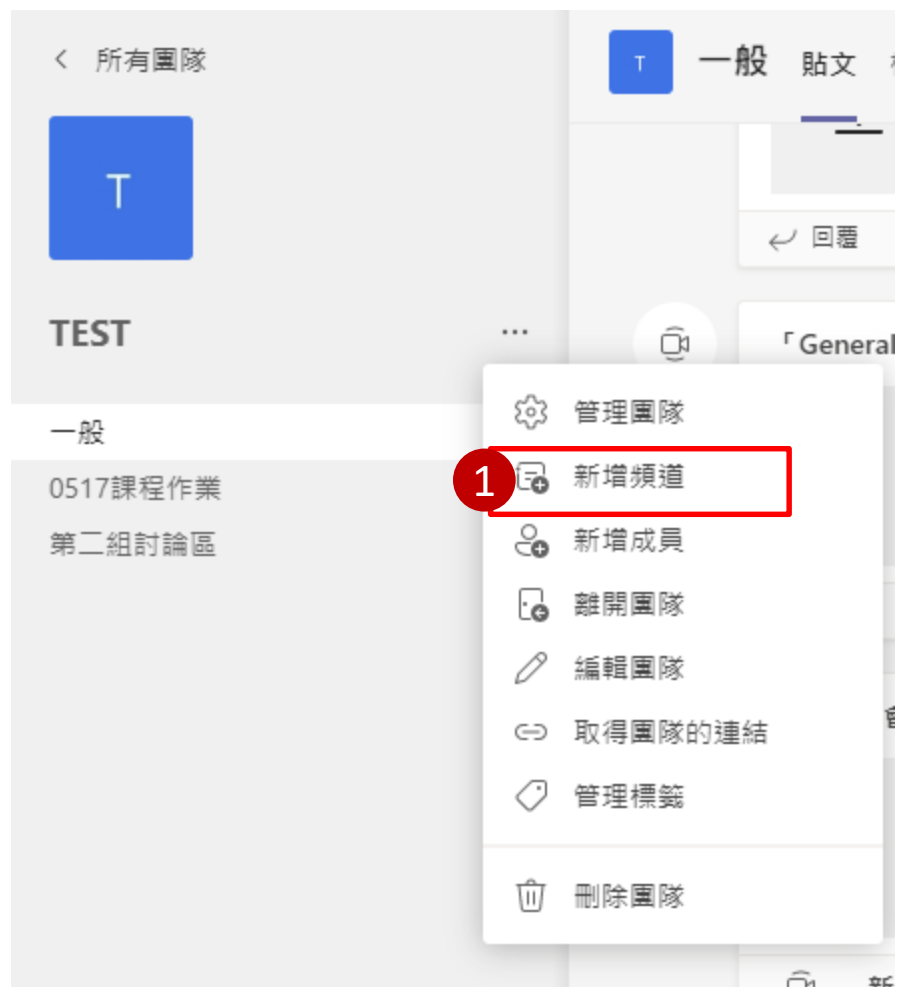 所有團隊
T
TEST
一般
0517課程作業
第二組討論區
T 一般 貼文
回覆
「General
1
管理團隊
新增頻道
新增成員
離開團隊
編輯團隊
取得團隊的連結
管理標籤
刪除團隊
新